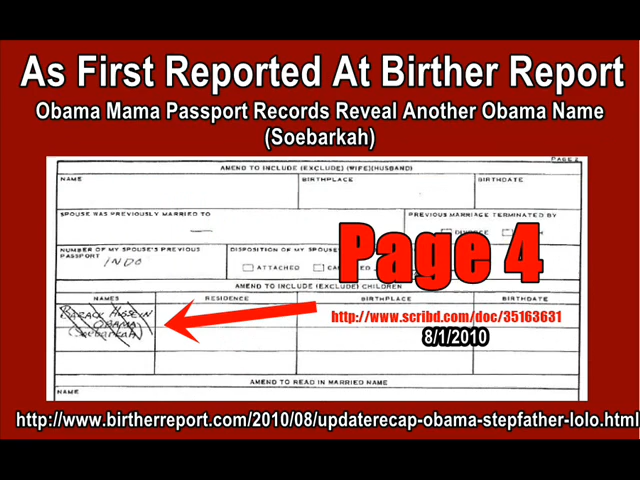 As First Reported At Birther Report
Obama Mama Passport Records Reveal Another Obama Name
(Soebarkah)
AMEND TO INCLUDE (EXCLUDE) (WIFE)(HUSBAND)
NAME BIRTHPLACE BIRTHDATE
SPOUSE WAS PREVIOUSLY MARRIED TO PREVIOUS MARRIAGE TERMINATED BY
NUMBER OF MY SPOUSE'S PREVIOUS PASSPORT DISPOSITION OF MY SPOUSE'S
INDO
ATTACHED
Page 4
AMEND TO INCLUDE (EXCLUDE) CHILDREN
NAMES RESIDENCE BIRTHPLACE BIRTHDATE
BARACK HUSSEIN
OBAMA
(Soebarkah)
http://www.scribd.com/doc/35163631
8/1/2010
AMEND TO READ IN MARRIED NAME
NAME
http://www.birtherreport.com/2010/08/updaterecap-obama-stepfather-lolo.html